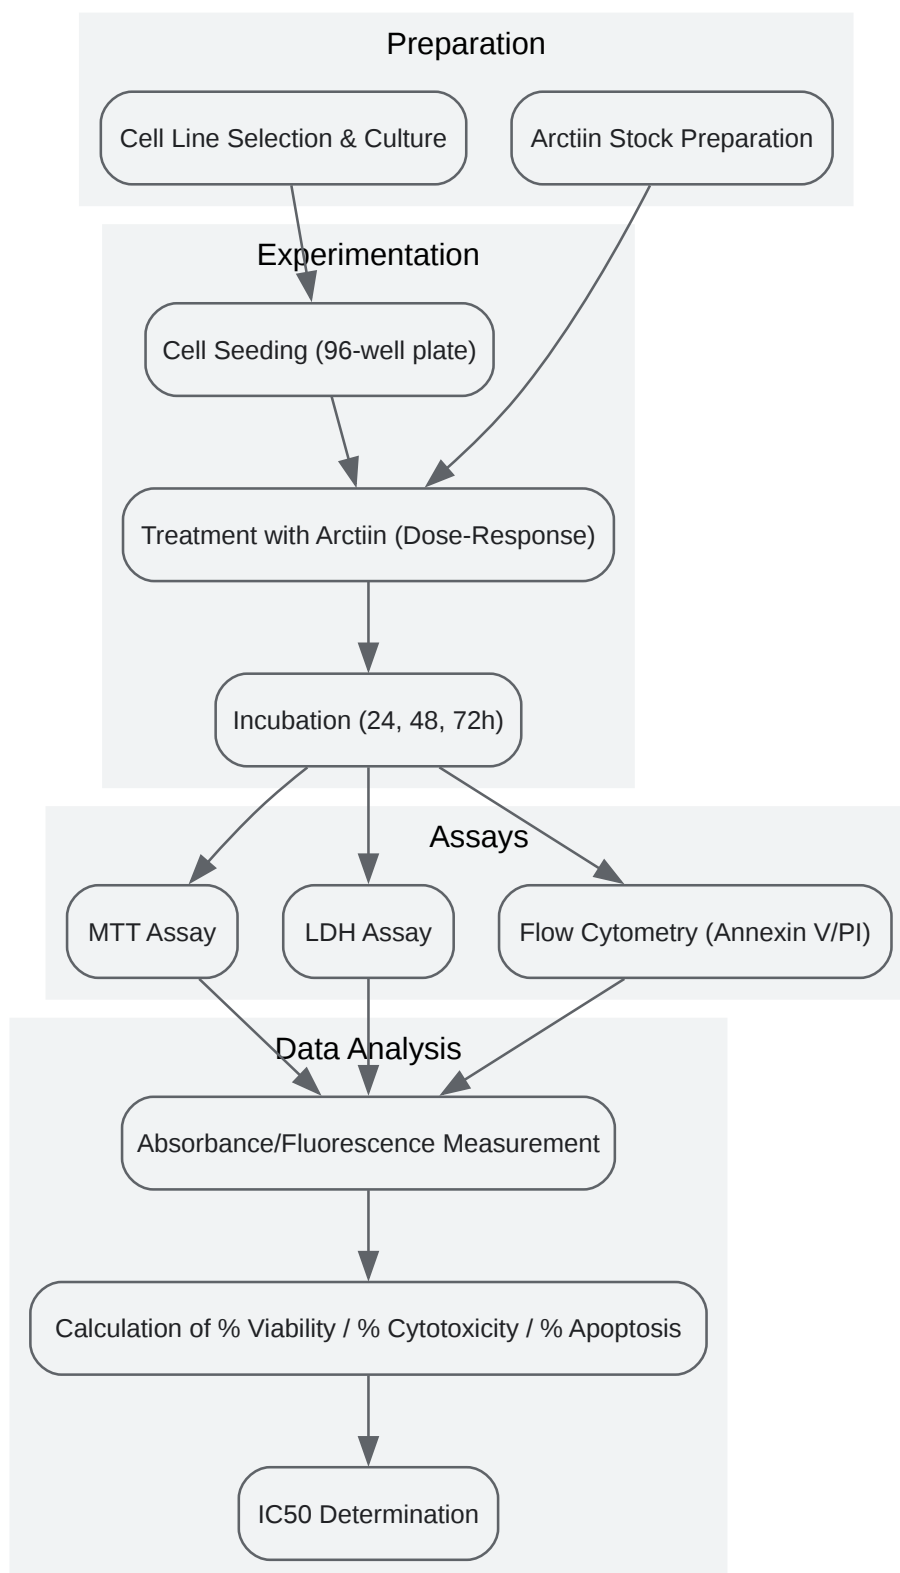 Preparation
Cell Line Selection & Culture
Arctiin Stock Preparation
Experimentation
Cell Seeding (96-well plate)
Treatment with Arctiin (Dose-Response)
Incubation (24, 48, 72h)
Assays
MTT Assay
LDH Assay
Flow Cytometry (Annexin V/PI)
Data Analysis
Absorbance/Fluorescence Measurement
Calculation of % Viability / % Cytotoxicity / % Apoptosis
IC50 Determination